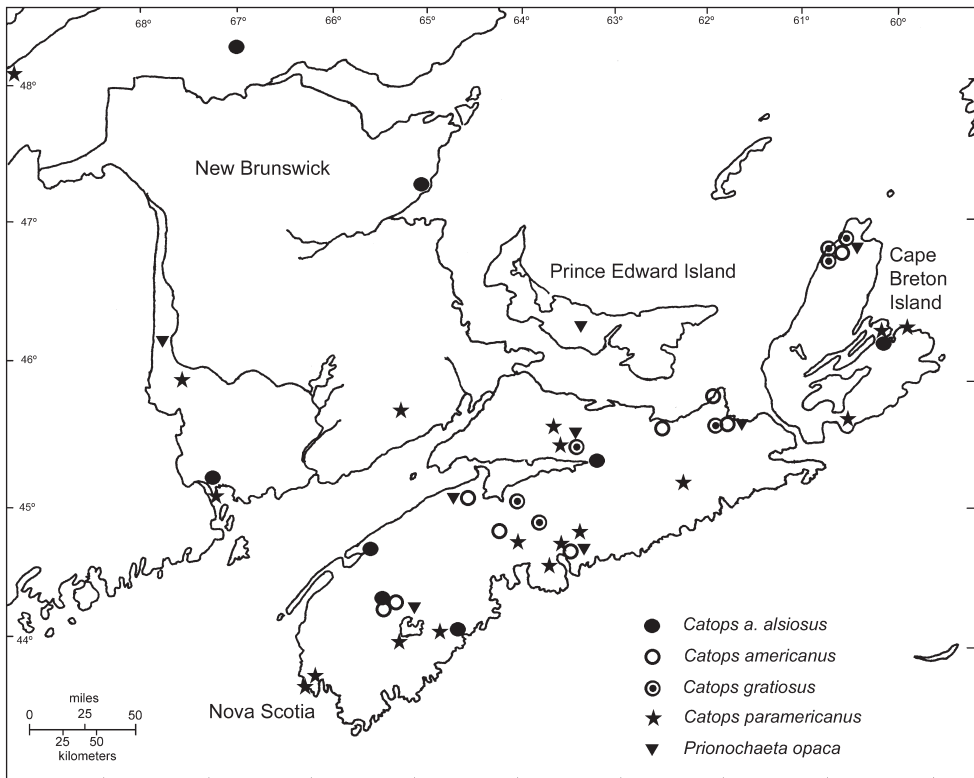 68° 67° 66° 65° 64° 63° 62° 61° 60°
48°
New Brunswick
47°
Prince Edward Island
Cape
Breton
Island
46°
45°
44°
Catops a. alsiosus
Catops americanus
Catops gratiosus
Catops paramericanus
Prionochaeta opaca
Nova Scotia
miles
0 25 50
25 50
kilometers